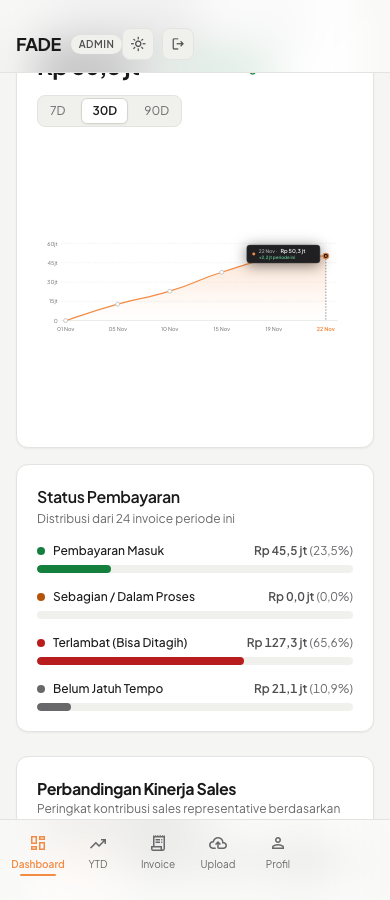 FADE ADMIN
7D 30D 90D
60jt
45jt
30jt
15jt
0
22 Nov · Rp 50,3 jt
01 Nov 05 Nov 10 Nov 15 Nov 19 Nov 22 Nov
Status Pembayaran
Distribusi dari 24 invoice periode ini
Pembayaran Masuk Rp 45,5 jt (23,5%)
Sebagian / Dalam Proses Rp 0,0 jt (0,0%)
Terlambat (Bisa Ditagih) Rp 127,3 jt (65,6%)
Belum Jatuh Tempo Rp 21,1 jt (10,9%)
Perbandingan Kinerja Sales
Peringkat kontribusi sales representative berdasarkan
Dashboard YTD Invoice Upload Profil